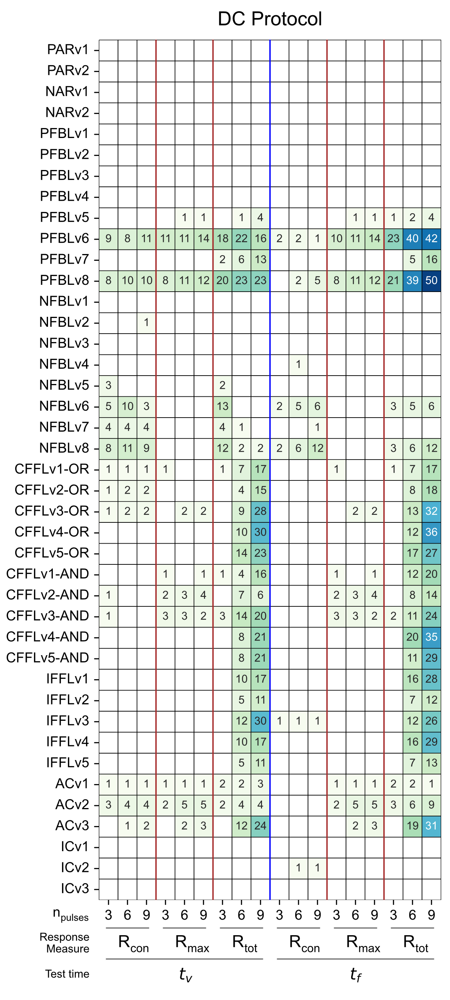 DC Protocol
PARv1
PARv2
NARv1
NARv2
PFBLv1
PFBLv2
PFBLv3
PFBLv4
PFBLv5 1 1 1 4 1 1 1 2 4
PFBLv6 9 8 11 11 11 14 18 22 16 2 2 1 10 11 14 23 40 42
PFBLv7 2 6 13 5 16
PFBLv8 8 10 10 8 11 12 20 23 23 2 5 8 11 12 21 39 50
NFBLv1
NFBLv2 1
NFBLv3
NFBLv4 1
NFBLv5 3 2
NFBLv6 5 10 3 13 2 5 6 3 5 6
NFBLv7 4 4 4 4 1 1
NFBLv8 8 11 9 12 2 2 2 6 12 3 6 12
CFFLv1-OR 1 1 1 1 1 7 17 1 1 7 17
CFFLv2-OR 1 2 2 4 15 8 18
CFFLv3-OR 1 2 2 2 2 9 28 2 2 13 32
CFFLv4-OR 10 30 12 36
CFFLv5-OR 14 23 17 27
CFFLv1-AND 1 1 1 4 16 1 1 12 20
CFFLv2-AND 1 2 3 4 7 6 2 3 4 8 14
CFFLv3-AND 1 3 3 2 3 14 20 3 3 2 2 11 24
CFFLv4-AND 8 21 20 35
CFFLv5-AND 8 21 11 29
IFFLv1 10 17 16 28
IFFLv2 5 11 7 12
IFFLv3 12 30 1 1 1 12 26
IFFLv4 10 17 16 29
IFFLv5 5 11 7 13
ACv1 1 1 1 1 1 1 2 2 3 1 1 1 2 2 1
ACv2 3 4 4 2 5 5 2 4 4 2 5 5 3 6 9
ACv3 1 2 2 3 12 24 2 3 19 31
ICv1
ICv2 1 1
ICv3
n_pulses 3 6 9 3 6 9 3 6 9 3 6 9 3 6 9 3 6 9
Response Measure R_con R_max R_tot R_con R_max R_tot
Test time t_v t_f